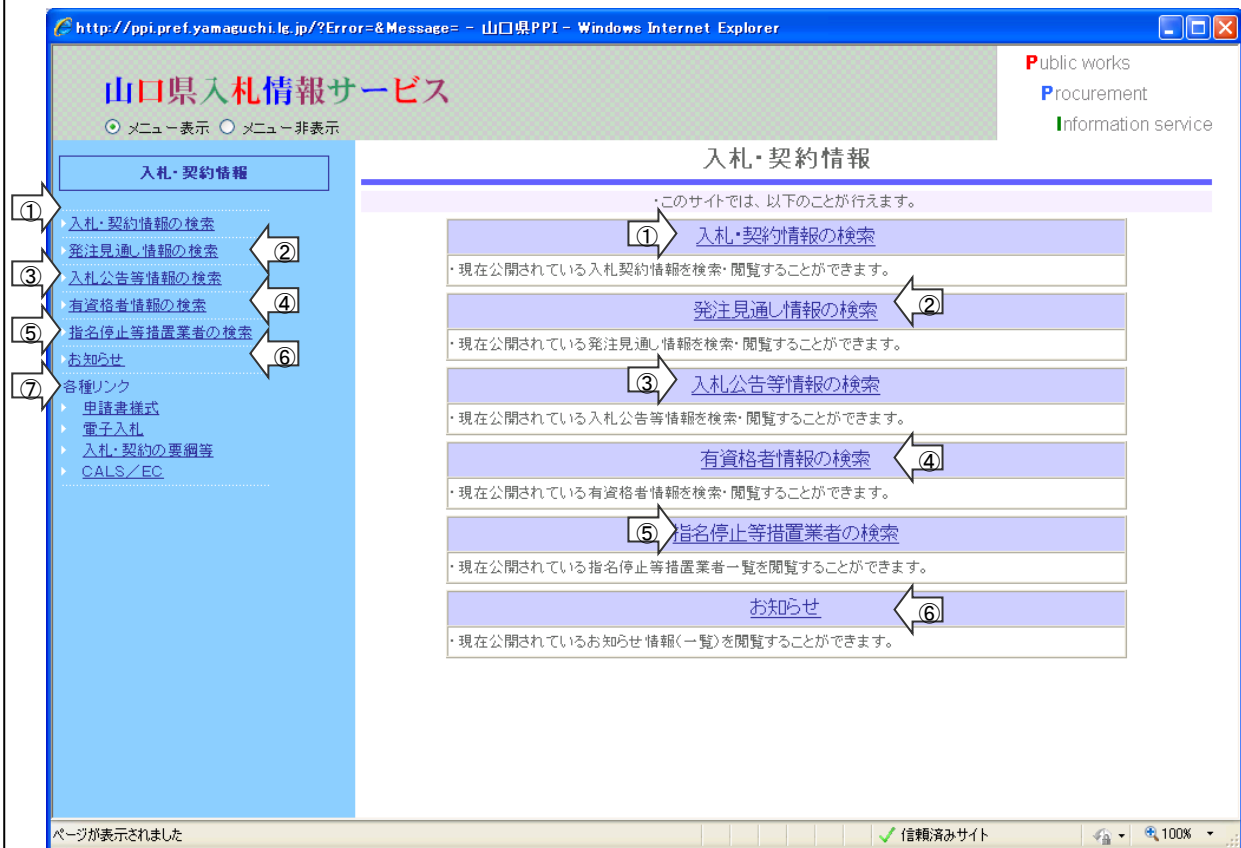 http://ppi.pref.yamaguchi.lg.jp/?Error=&Message= - 山口県PPI - Windows Internet Explorer
山口県入札情報サービス
メニュー表示 メニュー非表示
Public works
Procurement
Information service
入札・契約情報
①
入札・契約情報の検索
発注見通し情報の検索 ②
③ 入札公告等情報の検索
有資格者情報の検索 ④
⑤ 指名停止等措置業者の検索
お知らせ ⑥
⑦ 各種リンク
申請書様式
電子入札
入札・契約の要綱等
CALS/EC
入札・契約情報
・このサイトでは、以下のことが行えます。
① 入札・契約情報の検索
・現在公開されている入札契約情報を検索・閲覧することができます。
発注見通し情報の検索 ②
・現在公開されている発注見通し情報を検索・閲覧することができます。
③ 入札公告等情報の検索
・現在公開されている入札公告等情報を検索・閲覧することができます。
有資格者情報の検索 ④
・現在公開されている有資格者情報を検索・閲覧することができます。
⑤ 指名停止等措置業者の検索
・現在公開されている指名停止等措置業者一覧を閲覧することができます。
お知らせ ⑥
・現在公開されているお知らせ情報(一覧)を閲覧することができます。
ページが表示されました 信頼済みサイト 100%